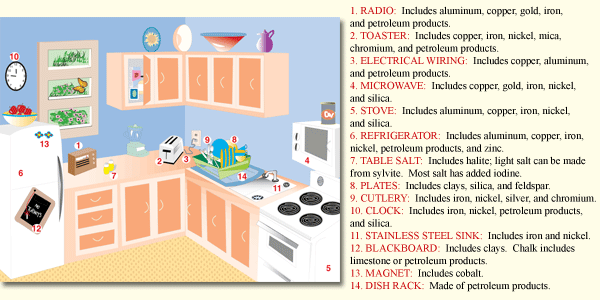 1. RADIO: Includes aluminum, copper, gold, iron,
and petroleum products.
2. TOASTER: Includes copper, iron, nickel, mica,
chromium, and petroleum products.
3. ELECTRICAL WIRING: Includes copper, aluminum,
and petroleum products.
4. MICROWAVE: Includes copper, gold, iron, nickel,
and silica.
5. STOVE: Includes aluminum, copper, iron, nickel,
and silica.
6. REFRIGERATOR: Includes aluminum, copper, iron,
nickel, petroleum products, and zinc.
7. TABLE SALT: Includes halite; light salt can be made
from sylvite. Most salt has added iodine.
8. PLATES: Includes clays, silica, and feldspar.
9. CUTLERY: Includes iron, nickel, silver, and chromium.
10. CLOCK: Includes iron, nickel, petroleum products,
and silica.
11. STAINLESS STEEL SINK: Includes iron and nickel.
12. BLACKBOARD: Includes clays. Chalk includes
limestone or petroleum products.
13. MAGNET: Includes cobalt.
14. DISH RACK: Made of petroleum products.
10
13
6
12
1
7
2
3
9
8
14
11
4
5